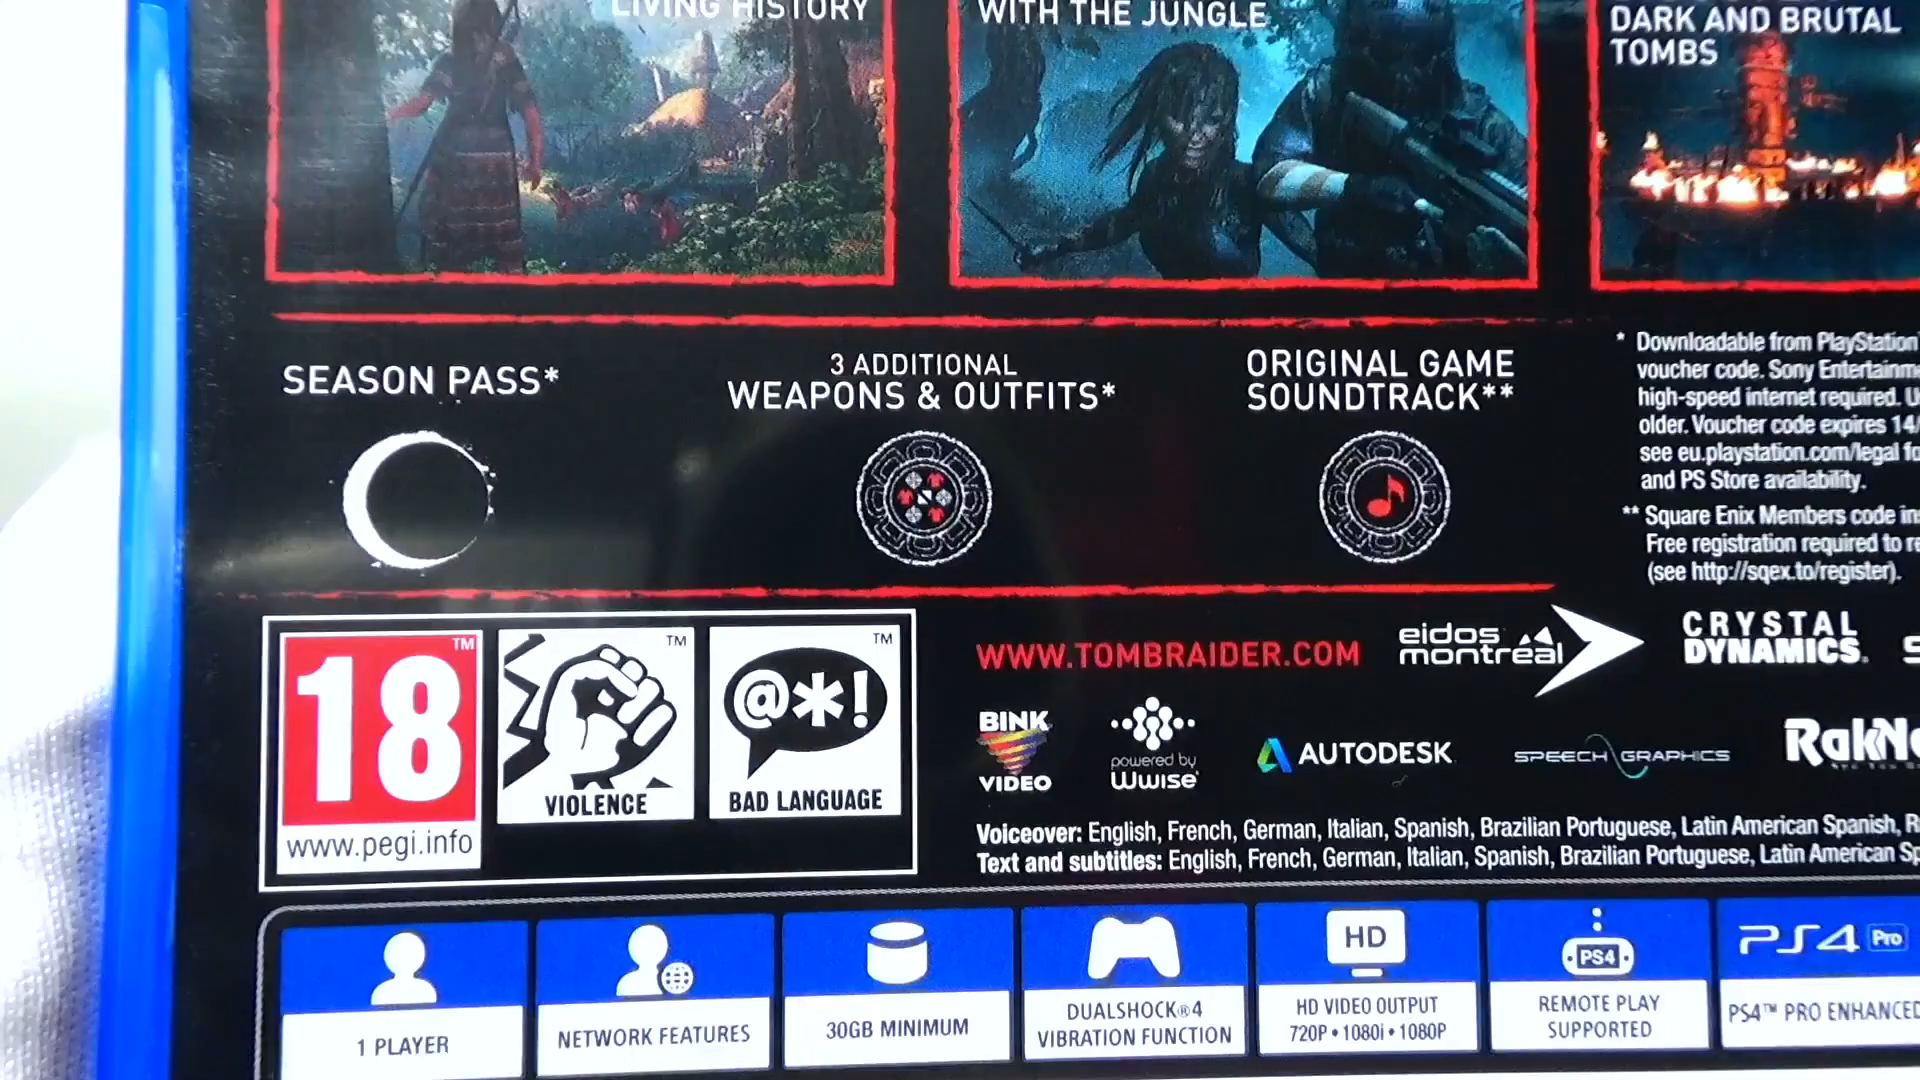 LIVING HISTORY
WITH THE JUNGLE
DARK AND BRUTAL
TOMBS
SEASON PASS*
3 ADDITIONAL
WEAPONS & OUTFITS*
ORIGINAL GAME
SOUNDTRACK**
* Downloadable from PlayStation
voucher code. Sony
high-speed internet required.
older. Voucher code expires 14/
see eu.playstation.com/legal
and PS Store availability.
** Square Enix Members code
Free registration required to
(see http://sqex.to/register).
18 TM
www.pegi.info
TM
VIOLENCE
TM
@*!
BAD LANGUAGE
WWW.TOMBRAIDER.COM
eidos
montréal
CRYSTAL
DYNAMICS.
BINK
VIDEO
powered by
Wwise
AUTODESK
SPEECH GRAPHICS
Voiceover: English, French, German, Italian, Spanish, Brazilian Portuguese, Latin American Spanish,
Text and subtitles: English, French, German, Italian, Spanish, Brazilian Portuguese, Latin American
1 PLAYER
NETWORK FEATURES
30GB MINIMUM
DUALSHOCK®4
VIBRATION FUNCTION
HD
HD VIDEO OUTPUT
720P • 1080i • 1080P
PS4
REMOTE PLAY
SUPPORTED
PS4 Pro
PS4™ PRO ENHANCED